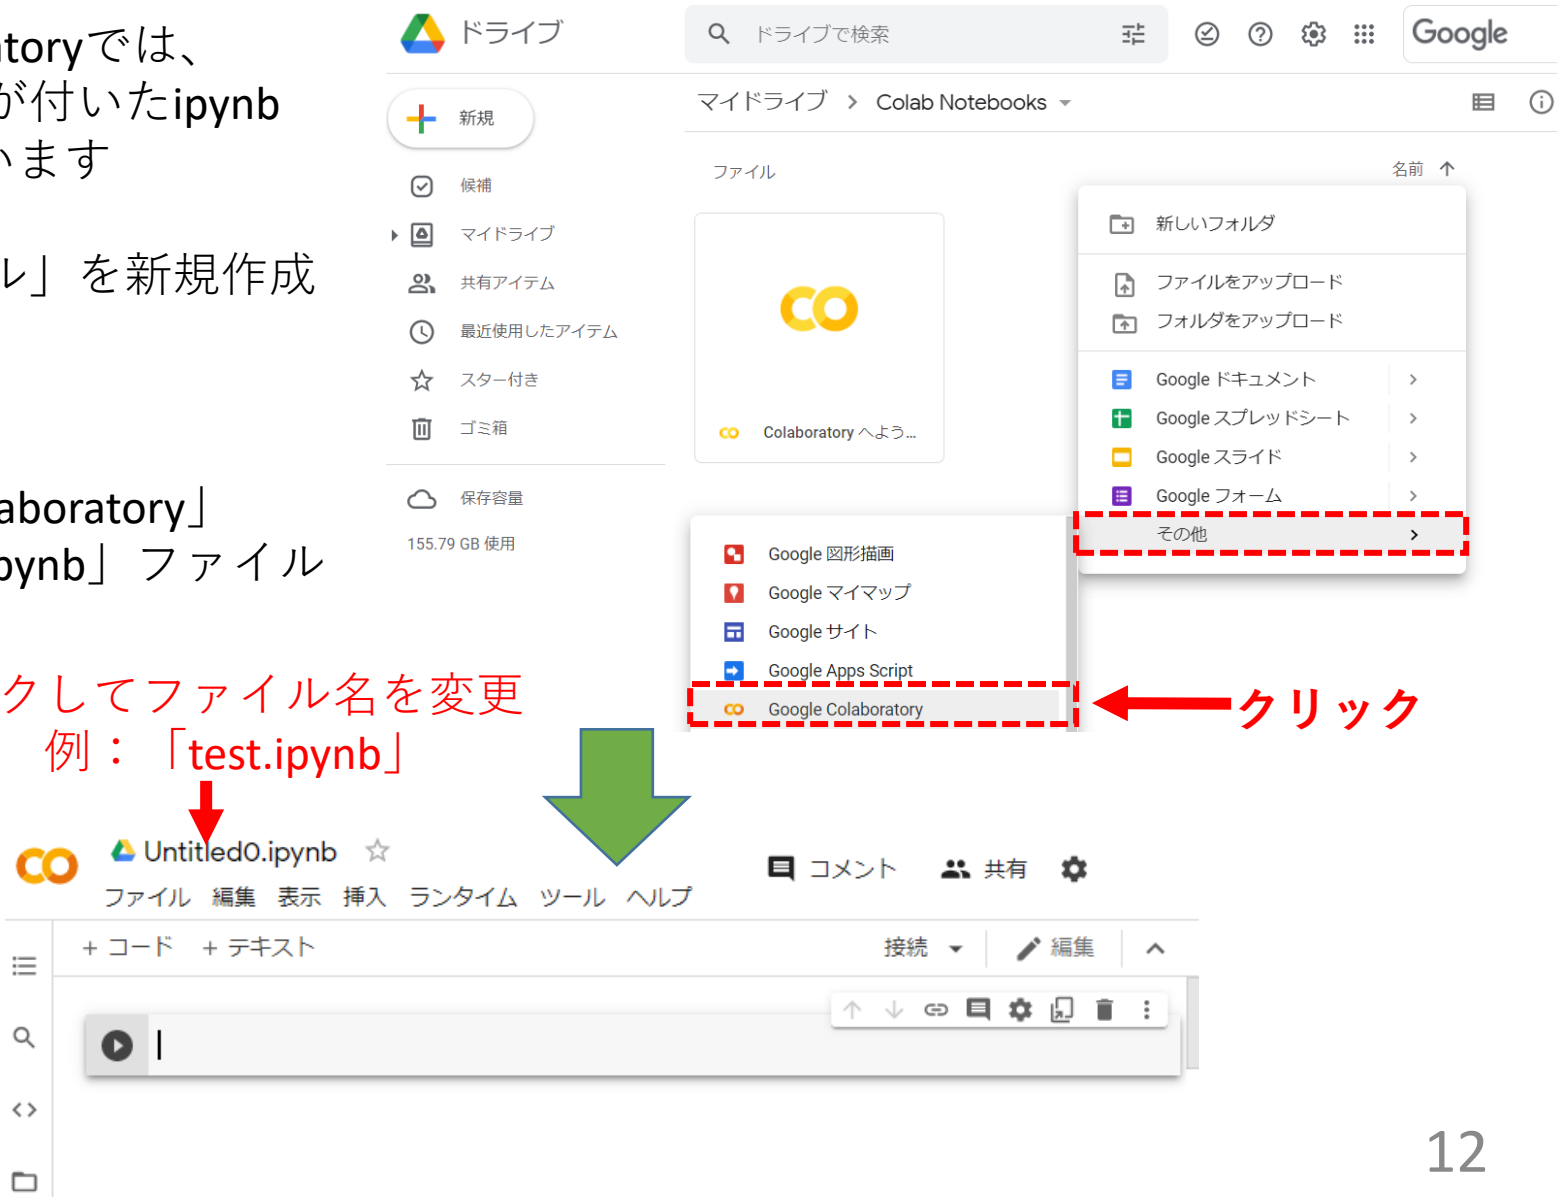 toryでは、
が付いたipynb
います
ル」を新規作成
aboratory」
pynb」ファイル
クしてファイル名を変更
例：「test.ipynb」
ドライブ
ドライブで検索
Google
新規
マイドライブ > Colab Notebooks
候補
マイドライブ
共有アイテム
最近使用したアイテム
スター付き
ゴミ箱
保存容量
155.79 GB 使用
ファイル
名前
Colaboratory へよう...
新しいフォルダ
ファイルをアップロード
フォルダをアップロード
Google ドキュメント
Google スプレッドシート
Google スライド
Google フォーム
その他
Google 図形描画
Google マイマップ
Google サイト
Google Apps Script
Google Colaboratory
クリック
Untitled0.ipynb
コメント 共有
ファイル 編集 表示 挿入 ランタイム ツール ヘルプ
+ コード + テキスト
接続 編集
12